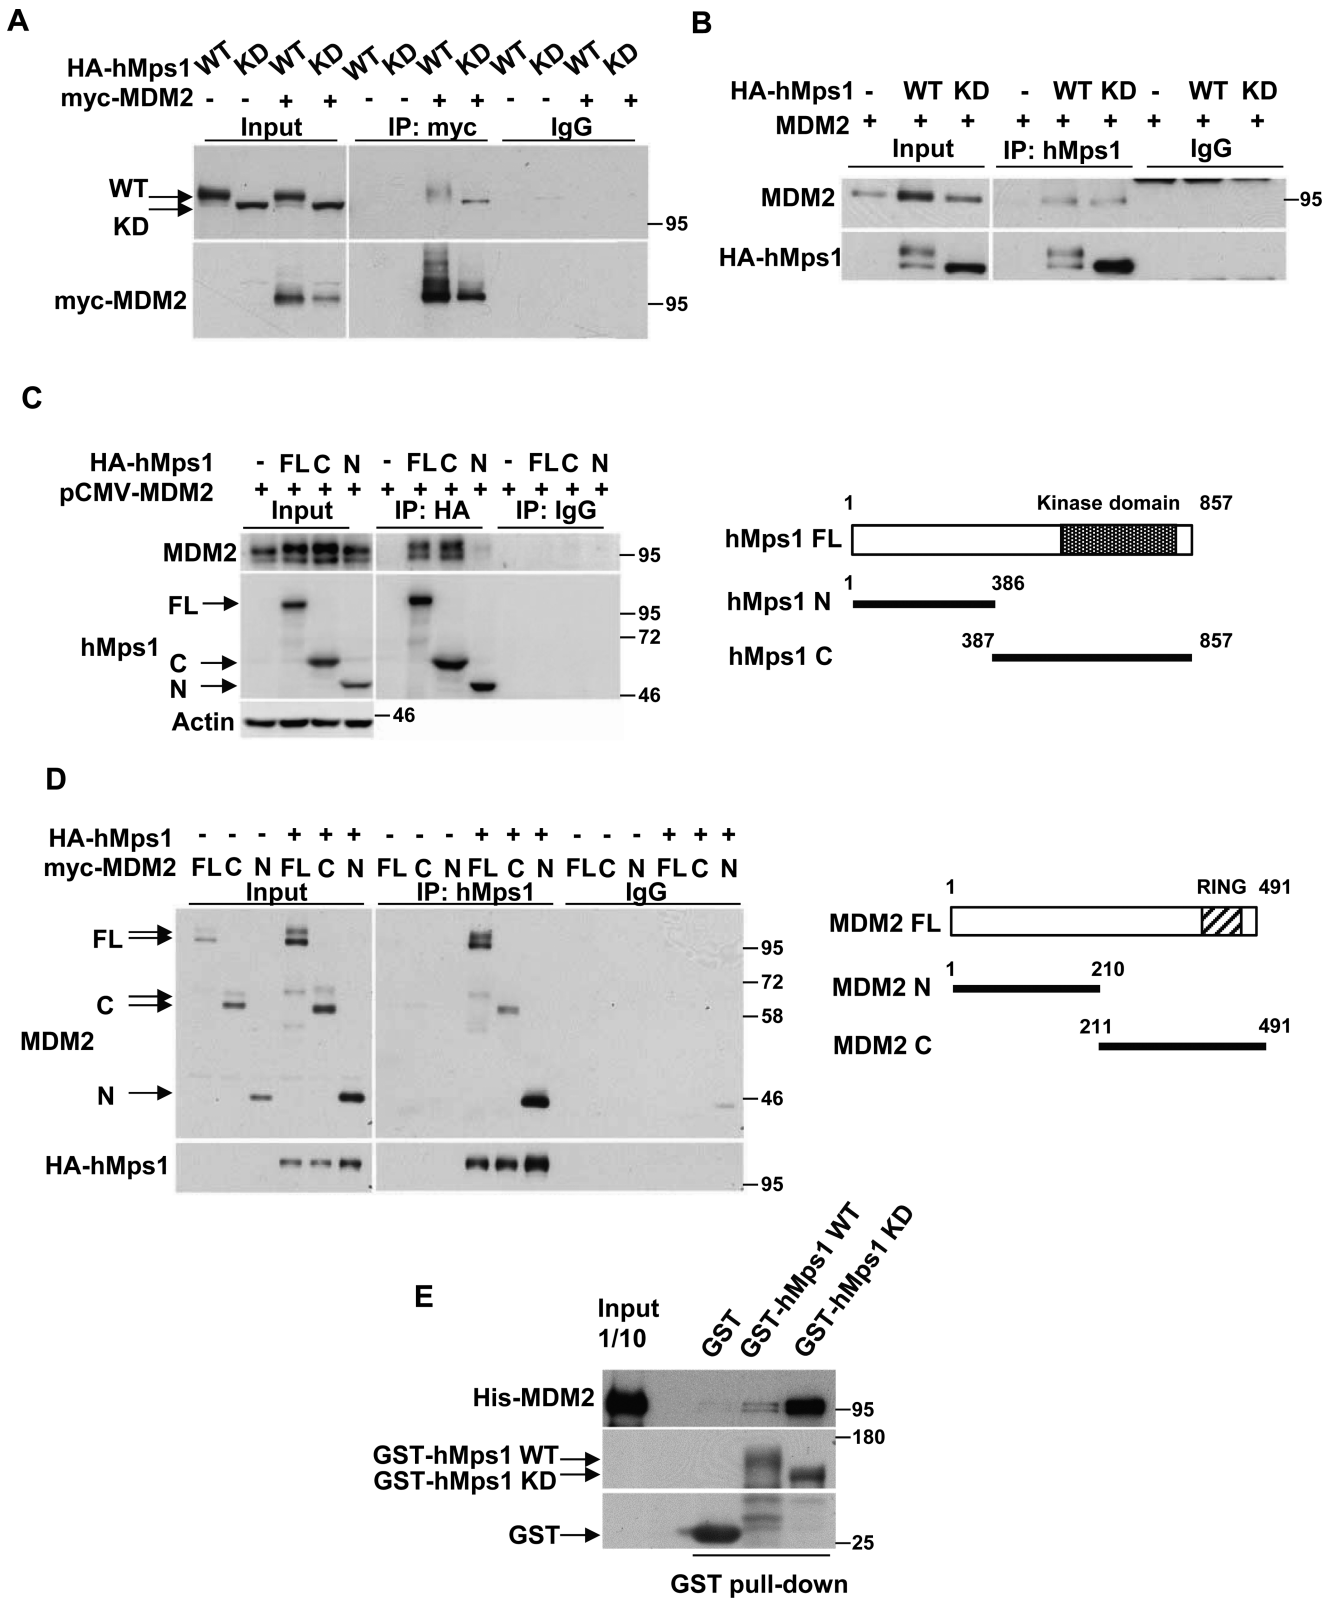 A
HA-hMps1 WT KD WT KD WT KD WT KD WT KD WT KD
myc-MDM2 - - + + - - + + - - + +
Input IP: myc IgG
WT
KD
95
myc-MDM2
95
B
HA-hMps1 - WT KD - WT KD - WT KD
MDM2 + + + + + + + + +
Input IP: hMps1 IgG
MDM2
95
HA-hMps1
C
HA-hMps1 - FL C N - FL C N - FL C N
pCMV-MDM2 + + + + + + + + + + + +
Input IP: HA IP: IgG
MDM2
95
FL
95
72
hMps1
C
N
46
Actin
46
1 Kinase domain 857
hMps1 FL
1 386
hMps1 N
387 857
hMps1 C
D
HA-hMps1 - - - + + + - - - + + + - - - + + +
myc-MDM2 FL C N FL C N FL C N FL C N FL C N FL C N
Input IP: hMps1 IgG
FL
95
72
C
58
MDM2
N
46
HA-hMps1
95
1 RING 491
MDM2 FL
1 210
MDM2 N
211 491
MDM2 C
E
Input
1/10
GST
GST-hMps1 WT
GST-hMps1 KD
His-MDM2
95
180
GST-hMps1 WT
GST-hMps1 KD
GST
25
GST pull-down